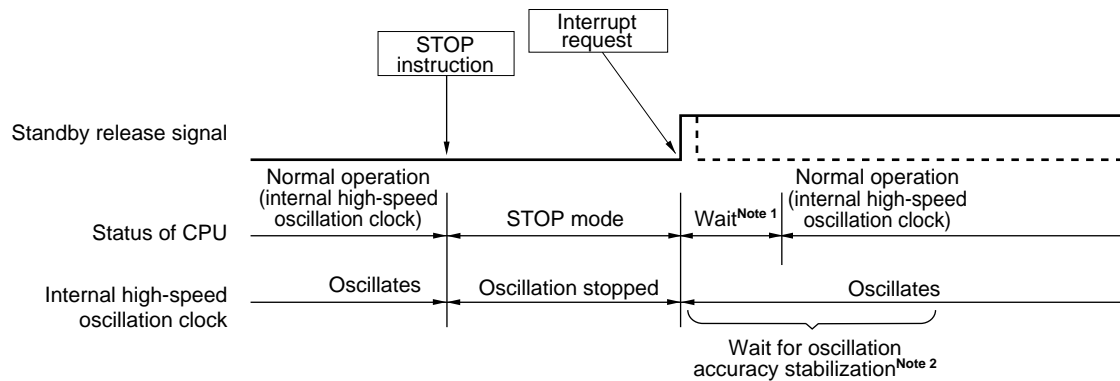 Interrupt
request
STOP
instruction
Standby release signal
Normal operation
(internal high-speed
oscillation clock)
Normal operation
(internal high-speed
oscillation clock)
Status of CPU
STOP mode
Wait Note 1
Internal high-speed
oscillation clock
Oscillates
Oscillation stopped
Oscillates
Wait for oscillation
accuracy stabilization Note 2